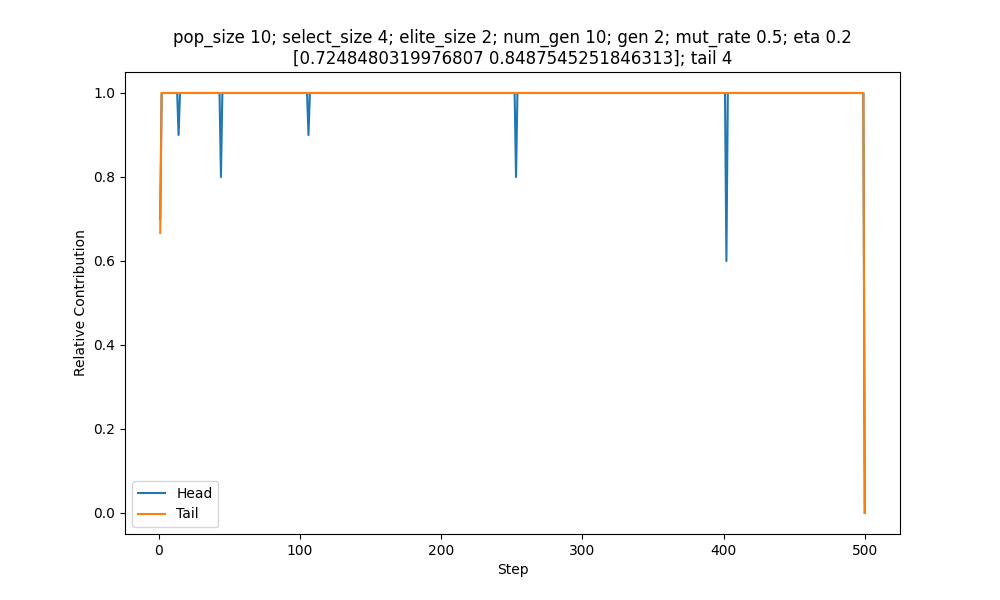 pop_size 10; select_size 4; elite_size 2; num_gen 10; gen 2; mut_rate 0.5; eta 0.2
[0.7248480319976807 0.8487545251846313]; tail 4
1.0
0.8
0.6
0.4
0.2
0.0
Relative Contribution
Head
Tail
0 100 200 300 400 500
Step